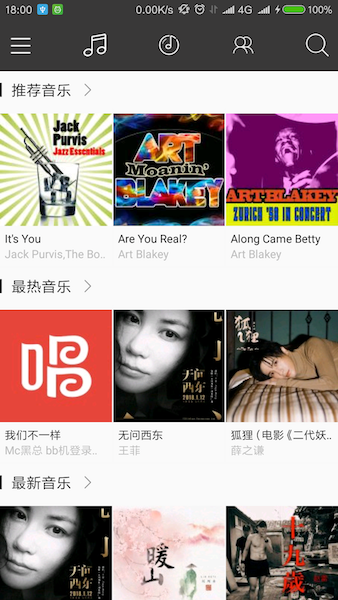 18:00
0.00K/s
4G
4G
100%
推荐音乐
Jack
Purvis
Jazz Essentials
ART
Moanin'
BLAKEY
ART BLAKEY
ZURICH '58 IN CONCERT
It's You
Are You Real?
Along Came Betty
Jack Purvis,The Bo..
Art Blakey
Art Blakey
最热音乐
唱
无问
西东
2018.1.12
狐狸
我们不一样
无问西东
狐狸（电影《二代妖..
Mc黑总 bb机登录..
王菲
薛之谦
最新音乐
无问
西东
2018.1.12
暖山
十九歳